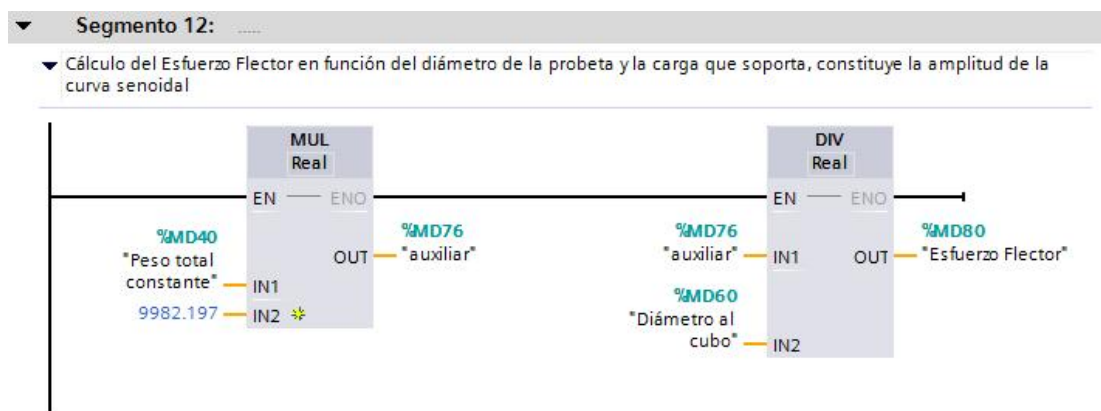 Segmento 12: .....
Cálculo del Esfuerzo Flector en función del diámetro de la probeta y la carga que soporta, constituye la amplitud de la
curva senoidal
MUL
Real
EN ENO
%MD40
"Peso total
constante"
IN1
9982.197
IN2
OUT
%MD76
"auxiliar"
DIV
Real
EN ENO
%MD76
"auxiliar"
IN1
%MD60
"Diámetro al
cubo"
IN2
OUT
%MD80
"Esfuerzo Flector"